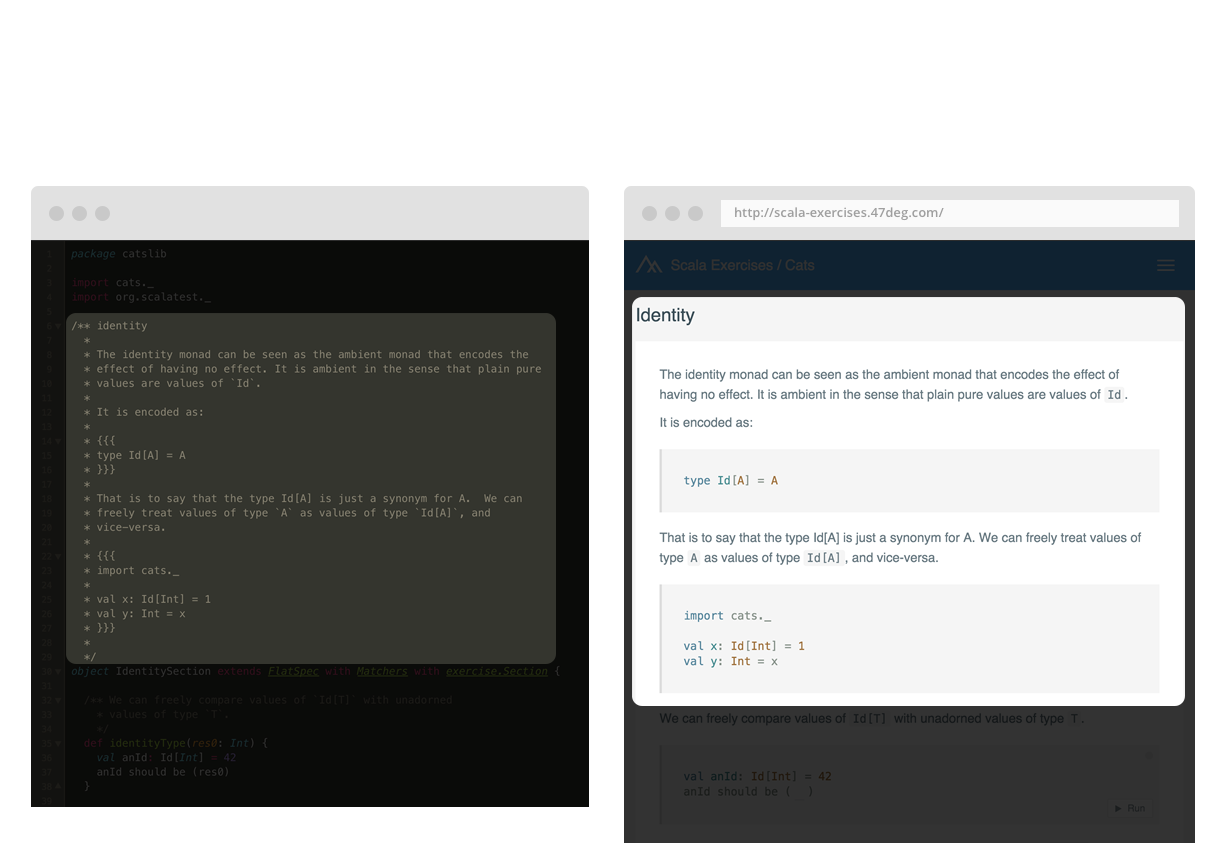 package catslib
import cats._
import org.scalatest._
/** identity
*
* The identity monad can be seen as the ambient monad that encodes the
* effect of having no effect. It is ambient in the sense that plain pure
* values are values of `Id`.
*
* It is encoded as:
*
* {{{
* type Id[A] = A
* }}}
*
* That is to say that the type Id[A] is just a synonym for A.  We can
* freely treat values of type `A` as values of type `Id[A]`, and
* vice-versa.
*
* {{{
* import cats._
*
* val x: Id[Int] = 1
* val y: Int = x
* }}}
*
*/
object IdentitySection extends FlatSpec with Matchers with exercise.Section {
/** We can freely compare values of `Id[T]` with unadorned
* values of type `T`.
*/
def identityType(res0: Int) {
val anId: Id[Int] = 42
anId should be (res0)
}
http://scala-exercises.47deg.com/
Scala Exercises / Cats
Identity
The identity monad can be seen as the ambient monad that encodes the effect of
having no effect. It is ambient in the sense that plain pure values are values of Id.
It is encoded as:
type Id[A] = A
That is to say that the type Id[A] is just a synonym for A. We can freely treat values of
type A as values of type Id[A], and vice-versa.
import cats._
val x: Id[Int] = 1
val y: Int = x
We can freely compare values of Id[T] with unadorned values of type T.
val anId: Id[Int] = 42
anId should be (  )
Run